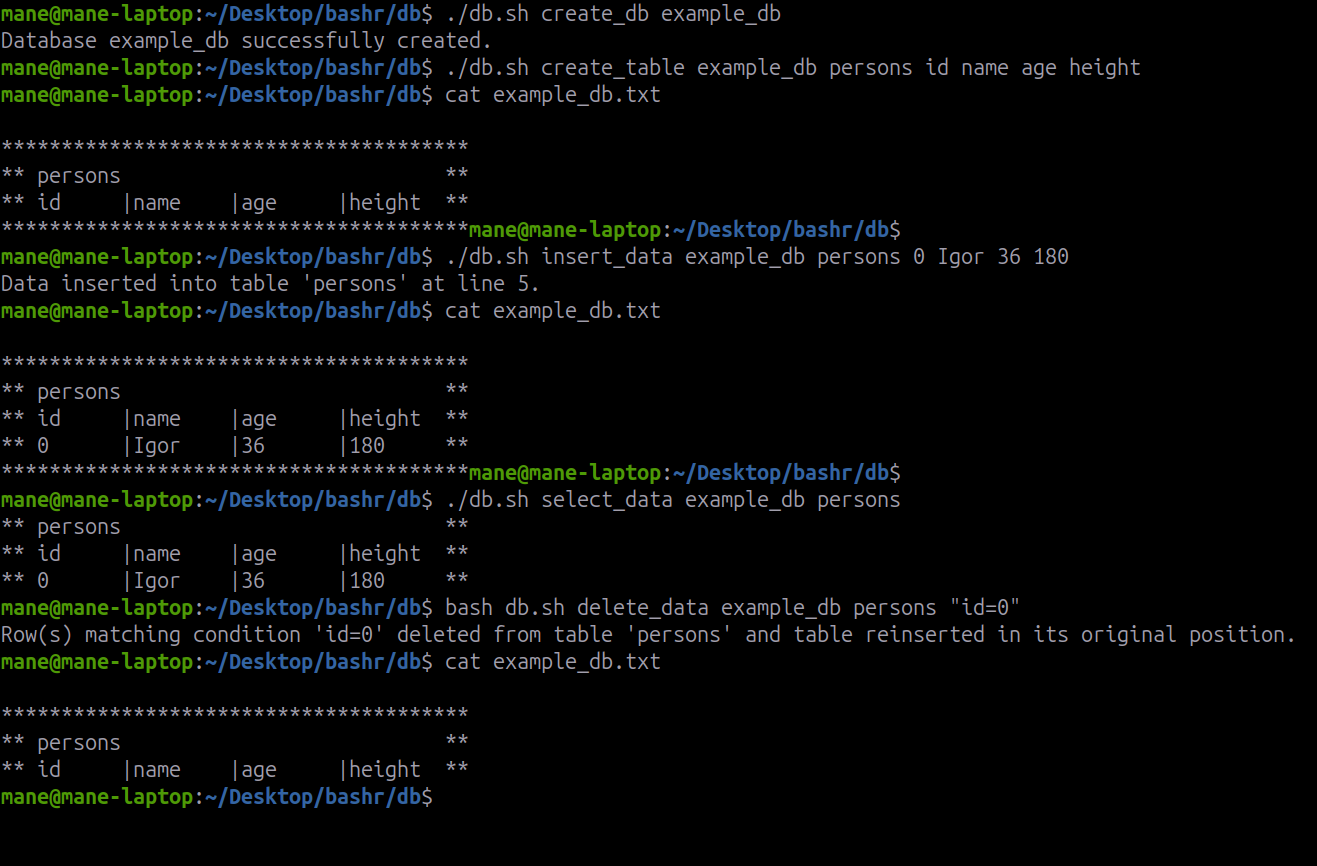 mane@mane-laptop:~/Desktop/bashr/db$ ./db.sh create_db example_db
Database example_db successfully created.
mane@mane-laptop:~/Desktop/bashr/db$ ./db.sh create_table example_db persons id name age height
mane@mane-laptop:~/Desktop/bashr/db$ cat example_db.txt

***************************************
** persons                           **
** id     |name    |age     |height  **
***************************************mane@mane-laptop:~/Desktop/bashr/db$
mane@mane-laptop:~/Desktop/bashr/db$ ./db.sh insert_data example_db persons 0 Igor 36 180
Data inserted into table 'persons' at line 5.
mane@mane-laptop:~/Desktop/bashr/db$ cat example_db.txt

***************************************
** persons                           **
** id     |name    |age     |height  **
** 0      |Igor    |36      |180     **
***************************************mane@mane-laptop:~/Desktop/bashr/db$
mane@mane-laptop:~/Desktop/bashr/db$ ./db.sh select_data example_db persons
** persons                           **
** id     |name    |age     |height  **
** 0      |Igor    |36      |180     **
mane@mane-laptop:~/Desktop/bashr/db$ bash db.sh delete_data example_db persons "id=0"
Row(s) matching condition 'id=0' deleted from table 'persons' and table reinserted in its original position.
mane@mane-laptop:~/Desktop/bashr/db$ cat example_db.txt

***************************************
** persons                           **
** id     |name    |age     |height  **
mane@mane-laptop:~/Desktop/bashr/db$